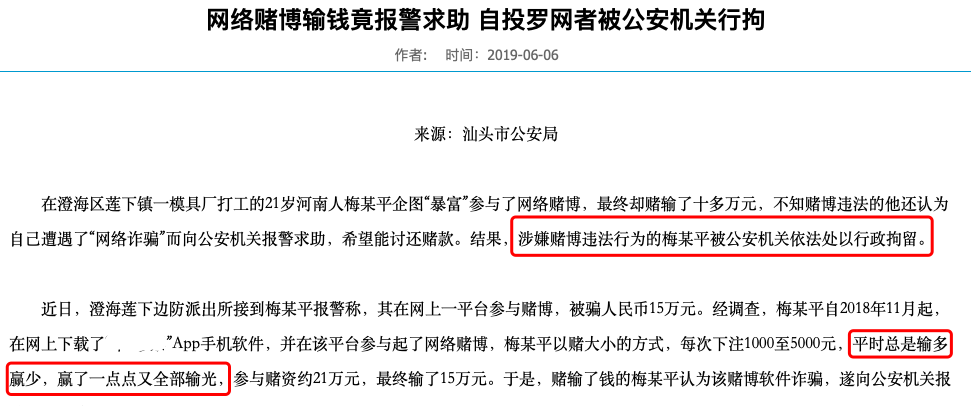 网络赌博输钱竟报警求助 自投罗网者被公安机关行拘
作者: 时间：2019-06-06
来源：汕头市公安局
在澄海区莲下镇一模具厂打工的21岁河南人梅某平企图“暴富”参与了网络赌博，最终却赌输了十多万元，不知赌博违法的他还认为
自己遭遇了“网络诈骗”而向公安机关报警求助，希望能讨还赌款。结果，涉嫌赌博违法行为的梅某平被公安机关依法处以行政拘留。
近日，澄海莲下边防派出所接到梅某平报警称，其在网上一平台参与赌博，被骗人民币15万元。经调查，梅某平自2018年11月起，
在网上下载了”App手机软件，并在该平台参与起了网络赌博，梅某平以赌大小的方式，每次下注1000至5000元，平时总是输多
赢少，赢了一点点又全部输光，参与赌资约21万元，最终输了15万元。于是，赌输了钱的梅某平认为该赌博软件诈骗，遂向公安机关报